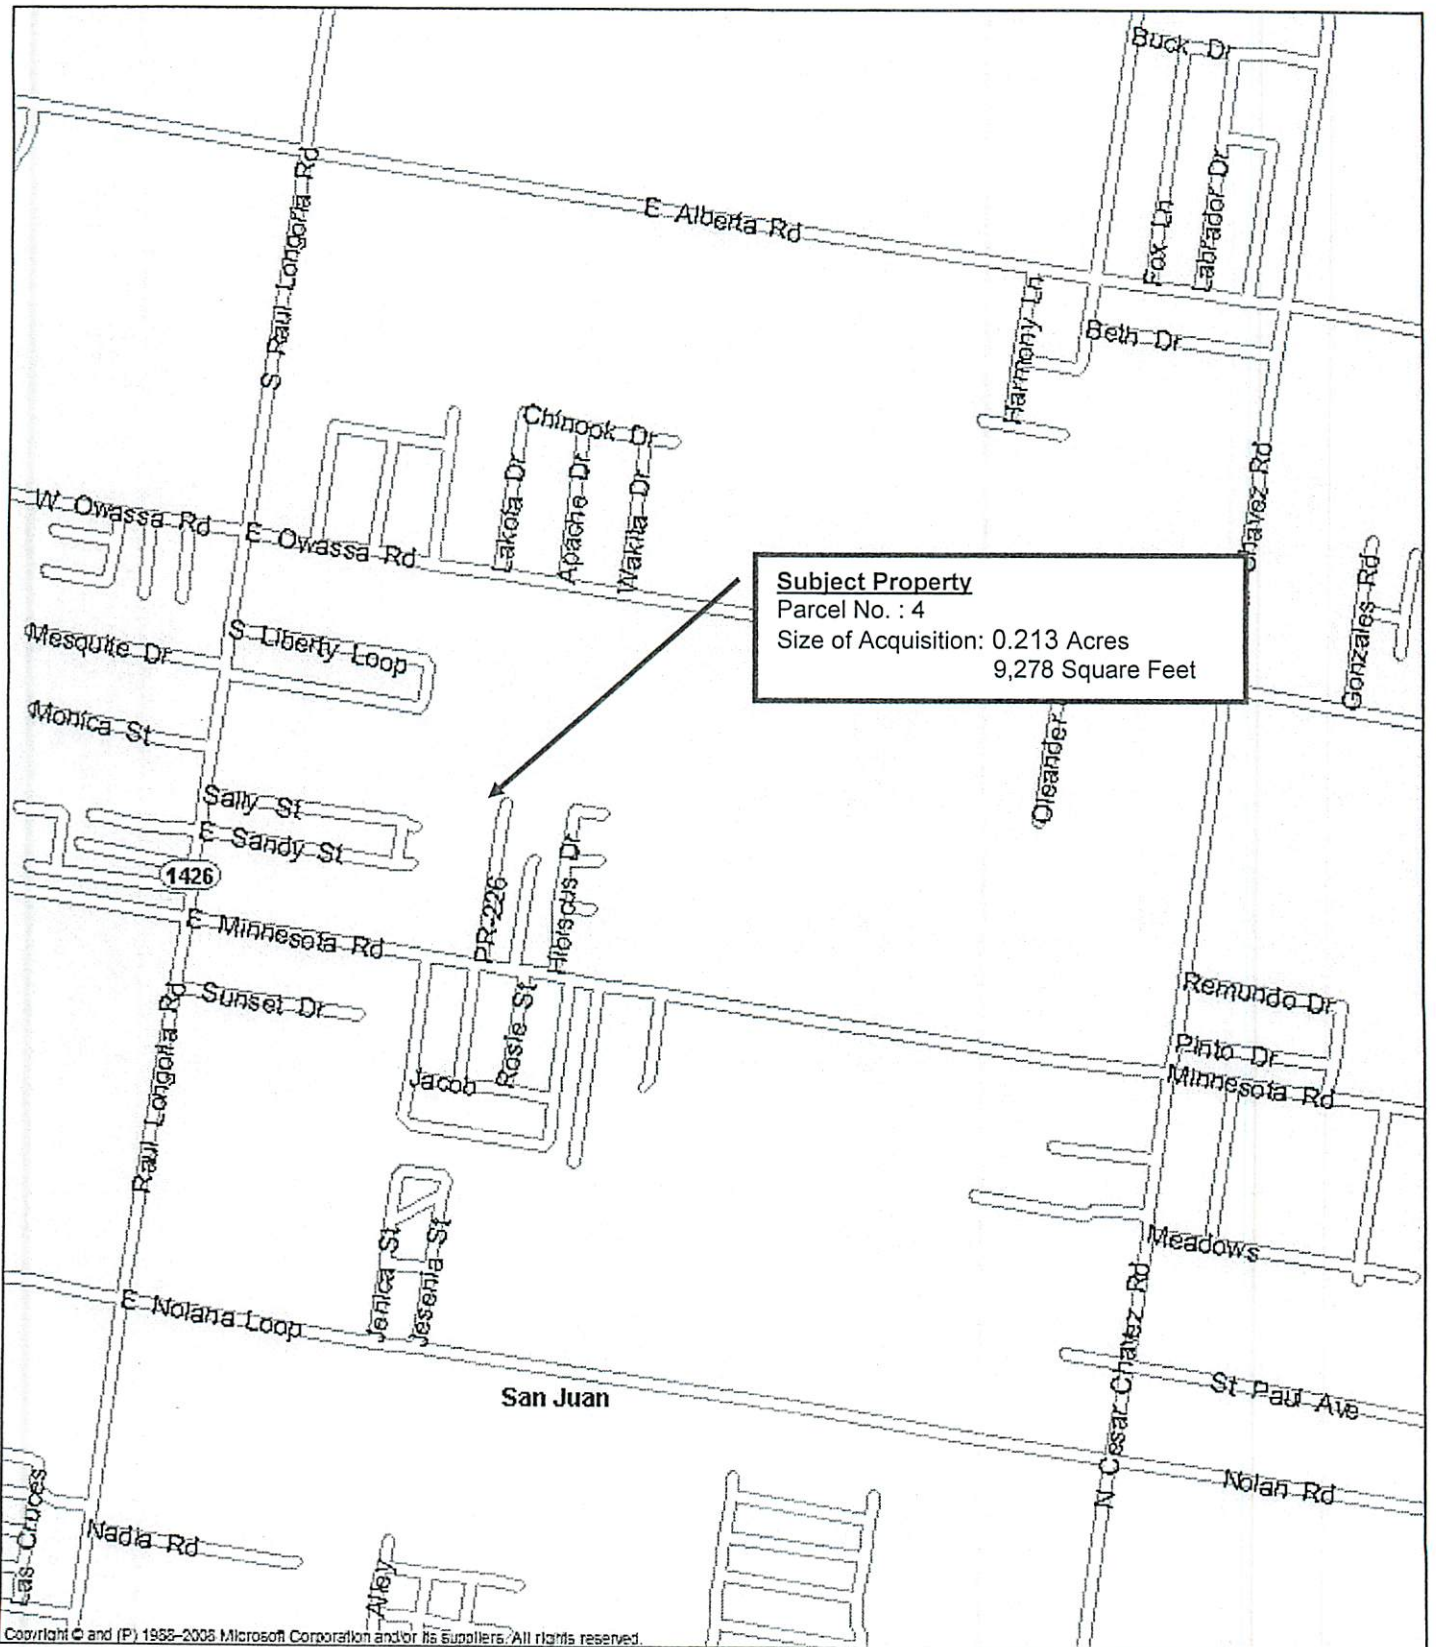 Buck Dr
S Raul Longoria Rd
E Alberta Rd
Fox Ln
Labrador Dr
Harmony Ln
Beth Dr
Chinook Dr
Lakota Dr
Apache Dr
Wakita Dr
Chavez Rd
W Owassa Rd
E Owassa Rd
Subject Property
Parcel No. : 4
Size of Acquisition: 0.213 Acres
9,278 Square Feet
Gonzales Rd
Mesquite Dr
S Liberty Loop
Monica St
Oleander
Sally St
E Sandy St
1426
PR-226
Hibiscus Dr
E Minnesota Rd
Sunset Dr
Raul Longoria Rd
Rosie St
Jacob
Remundo Dr
Pinto Dr
Minnesota Rd
Jenica St
Jesenia St
Meadows
E Nolana Loop
San Juan
N Cesar Chavez Rd
St Paul Ave
Nolan Rd
Las Cruces
Nadia Rd
Alley
Copyright © and (P) 1988–2006 Microsoft Corporation and/or its suppliers. All rights reserved.